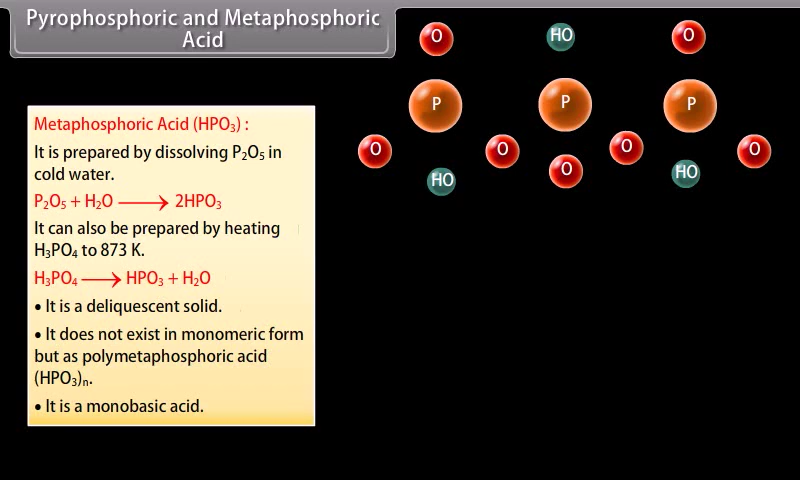 Pyrophosphoric and Metaphosphoric
Acid
O HO O
P P P
O O O O O
HO HO
Metaphosphoric Acid (HPO₃) :
It is prepared by dissolving P₂O₅ in
cold water.
P₂O₅ + H₂O ⟶ 2HPO₃
It can also be prepared by heating
H₃PO₄ to 873 K.
H₃PO₄ ⟶ HPO₃ + H₂O
• It is a deliquescent solid.
• It does not exist in monomeric form
but as polymetaphosphoric acid
(HPO₃)ₙ.
• It is a monobasic acid.